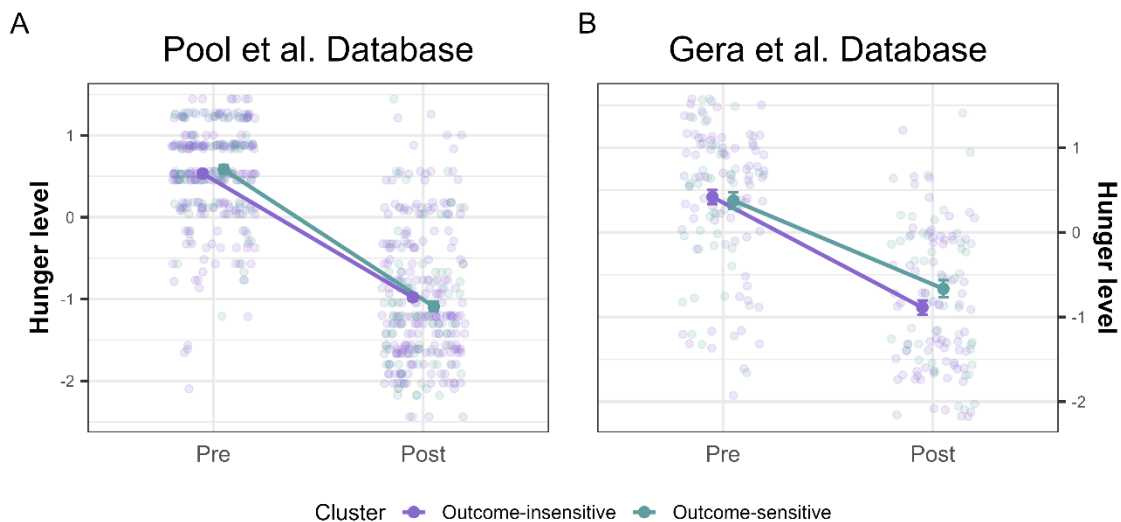 A
Pool et al. Database
Hunger level
1
0
-1
-2
Pre
Post
B
Gera et al. Database
1
0
-1
-2
Hunger level
Pre
Post
Cluster
Outcome-insensitive
Outcome-sensitive